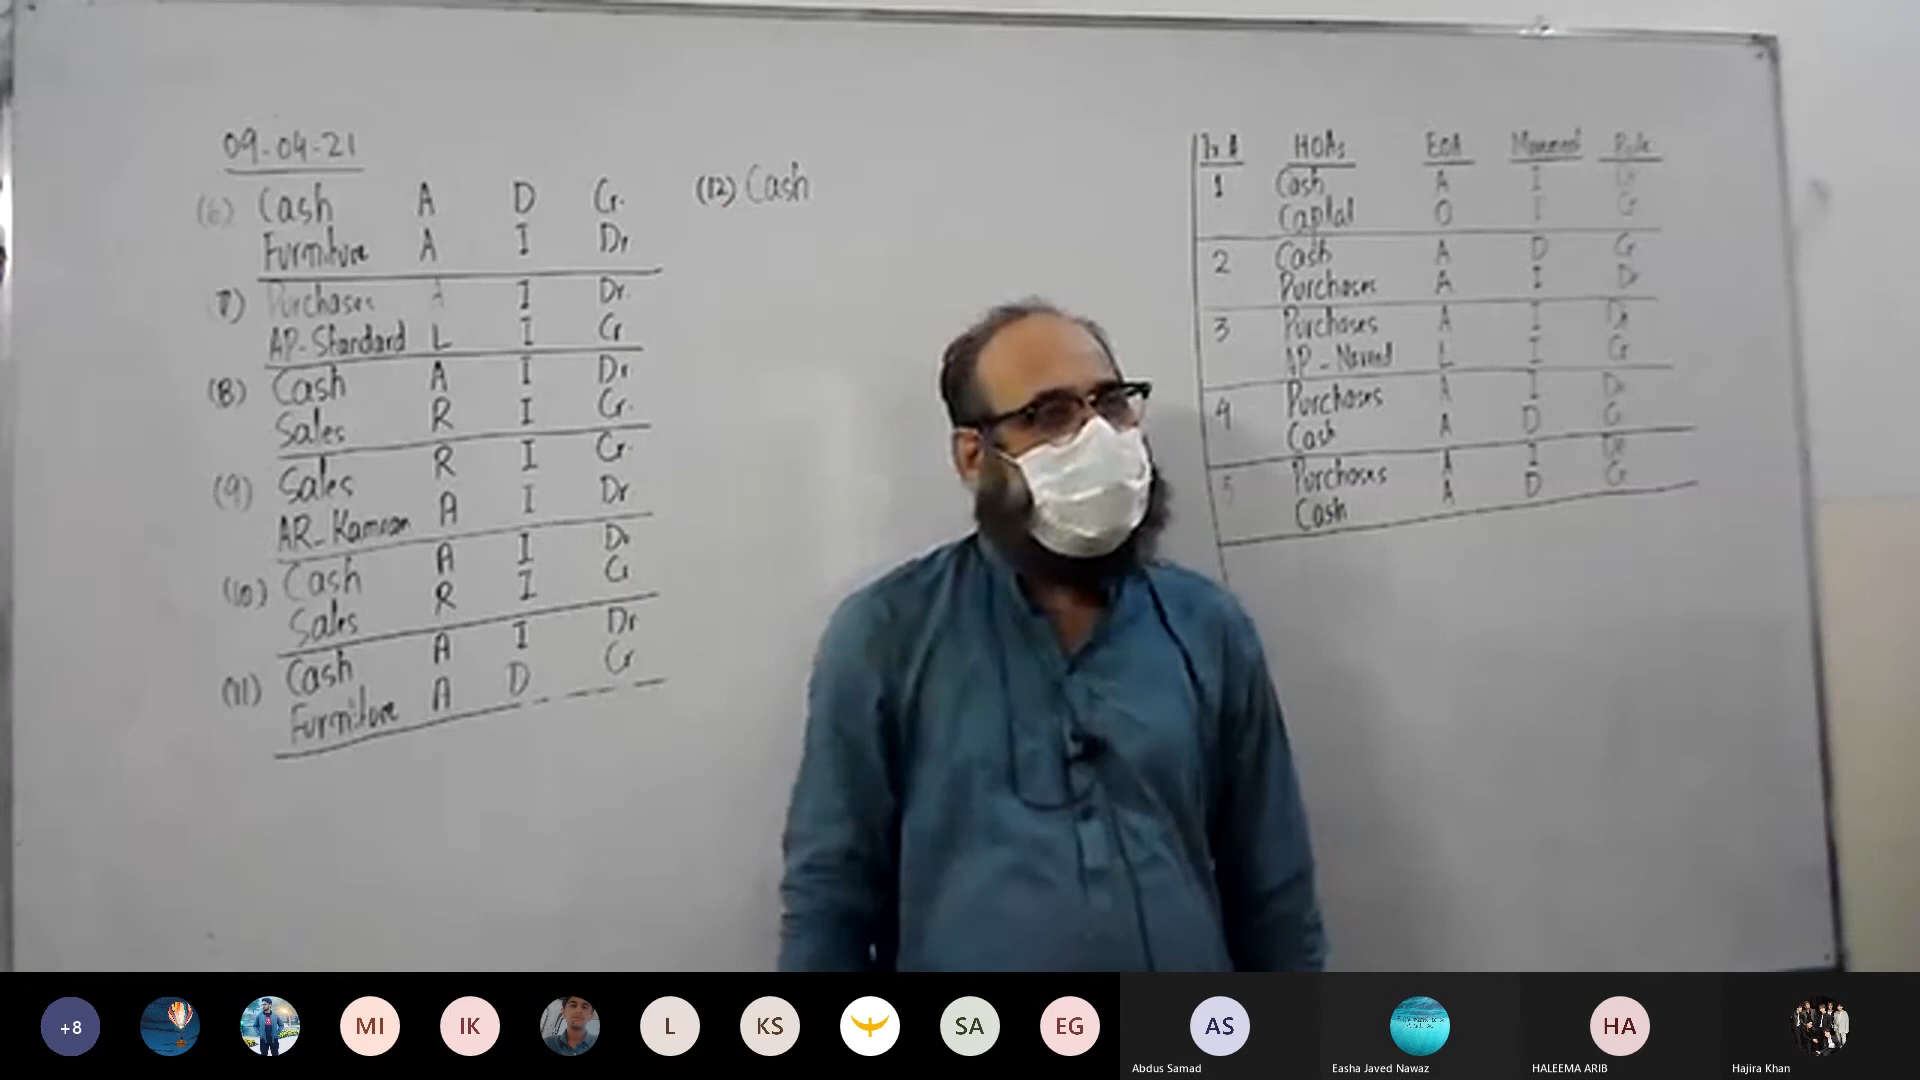 09-04-21
(6) Cash A D Cr.
Furniture A I Dr
(7) Purchases A I Dr.
AP-Standard L I Cr
(8) Cash A I Dr
Sales R I Cr.
(9) Sales R I Cr.
AR-Kamran A I Dr
(10) Cash A I Dr
Sales R I Cr
(11) Cash A I Dr
Furniture A D Cr
(12) Cash
HOAs EOA Rule
1 Cash A I Dr
Capital O I Cr
2 Cash A D Cr
Purchases A I Dr
3 Purchases A I Dr
AP-Naveed L I Cr
4 Purchases A I Dr
Cash A D Cr
5 Purchases A I Dr
Cash A D Cr
+8
MI
IK
L
KS
SA
EG
AS
HA
Abdus Samad
Easha Javed Nawaz
HALEEMA ARIB
Hajira Khan